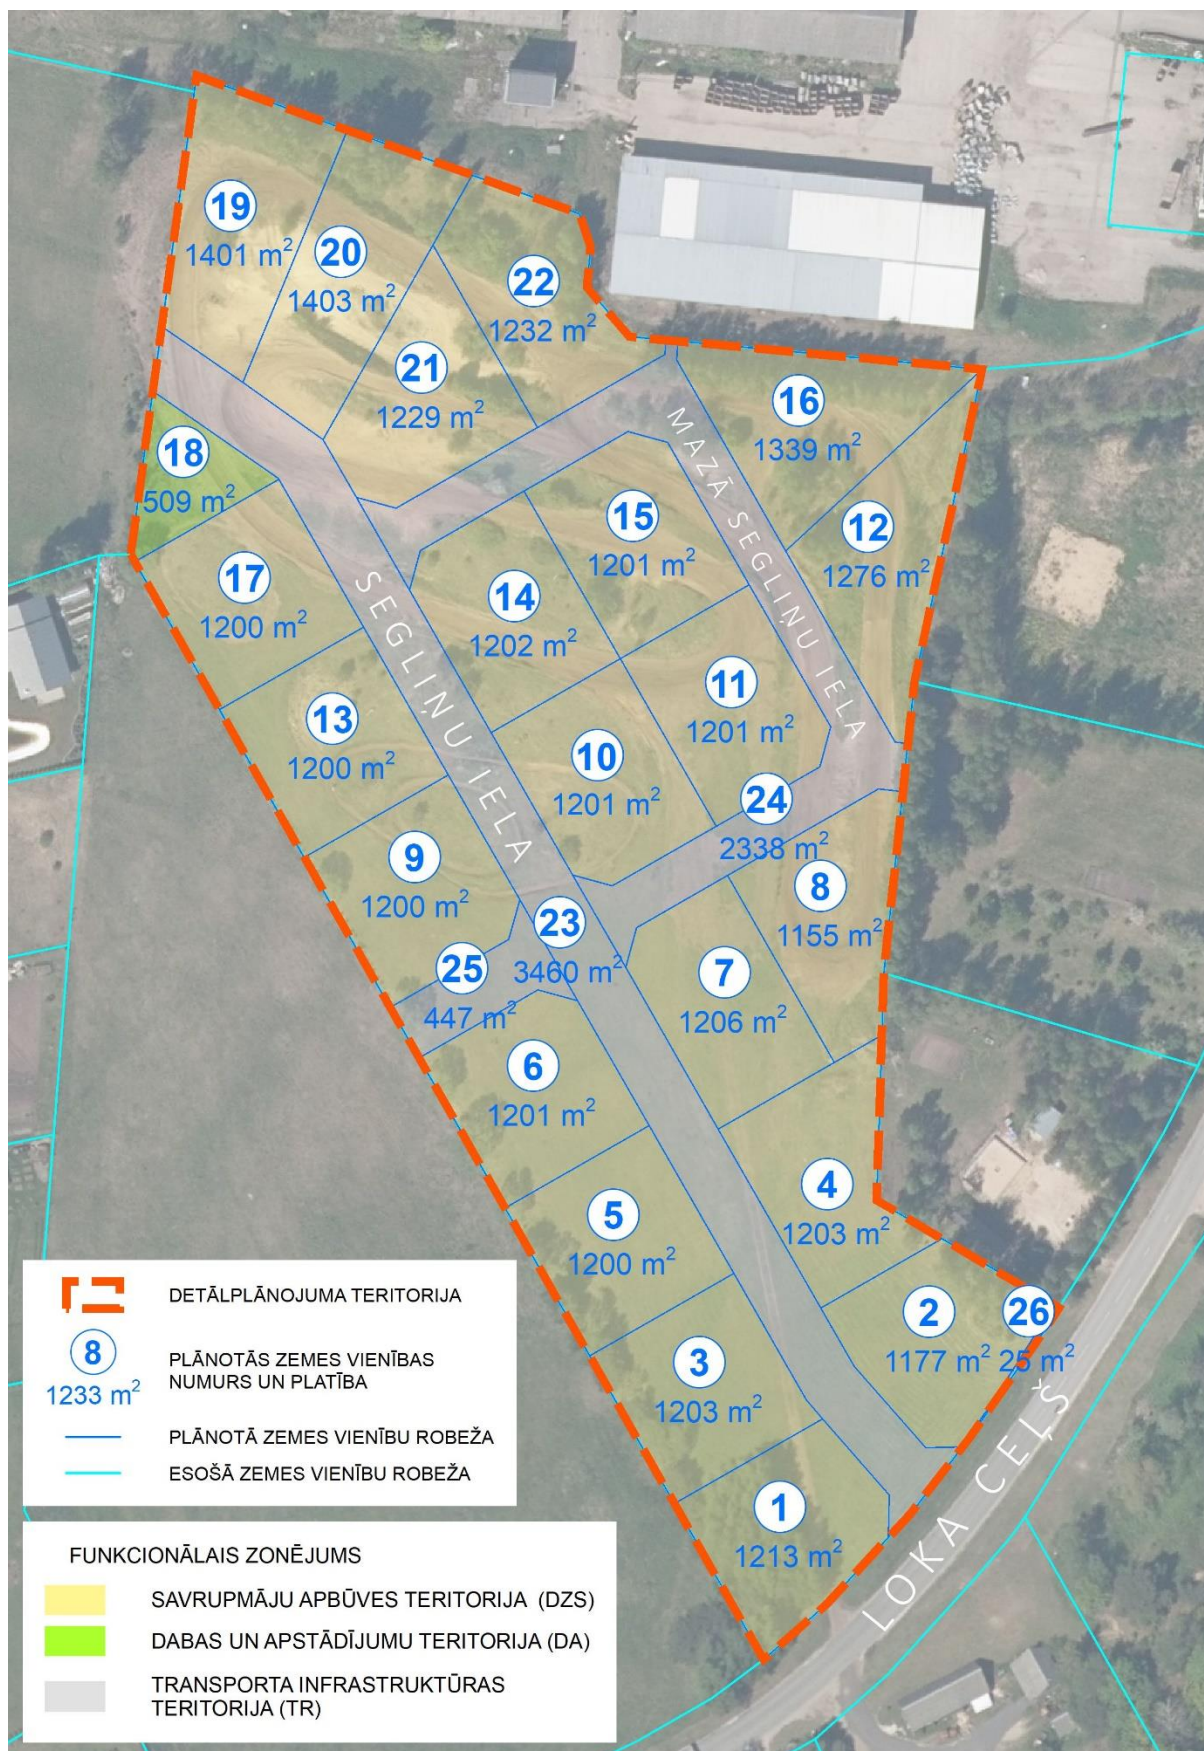 19
1401 m²
20
1403 m²
22
1232 m²
21
1229 m²
16
1339 m²
MAZĀ SEGLIŅU IELA
18
509 m²
15
1201 m²
12
1276 m²
17
1200 m²
SEGLIŅU IELA
14
1202 m²
11
1201 m²
13
1200 m²
10
1201 m²
24
2338 m²
9
1200 m²
8
1155 m²
23
3460 m²
25
447 m²
7
1206 m²
6
1201 m²
4
1203 m²
5
1200 m²
2
1177 m²
26
25 m²
3
1203 m²
1
1213 m²
LOKA CEĻŠ
DETĀLPLĀNOJUMA TERITORIJA
8
1233 m²
PLĀNOTĀS ZEMES VIENĪBAS
NUMURS UN PLATĪBA
PLĀNOTĀ ZEMES VIENĪBU ROBEŽA
ESOŠĀ ZEMES VIENĪBU ROBEŽA
FUNKCIONĀLAIS ZONĒJUMS
SAVRUPMĀJU APBŪVES TERITORIJA (DZS)
DABAS UN APSTĀDĪJUMU TERITORIJA (DA)
TRANSPORTA INFRASTRUKTŪRAS
TERITORIJA (TR)